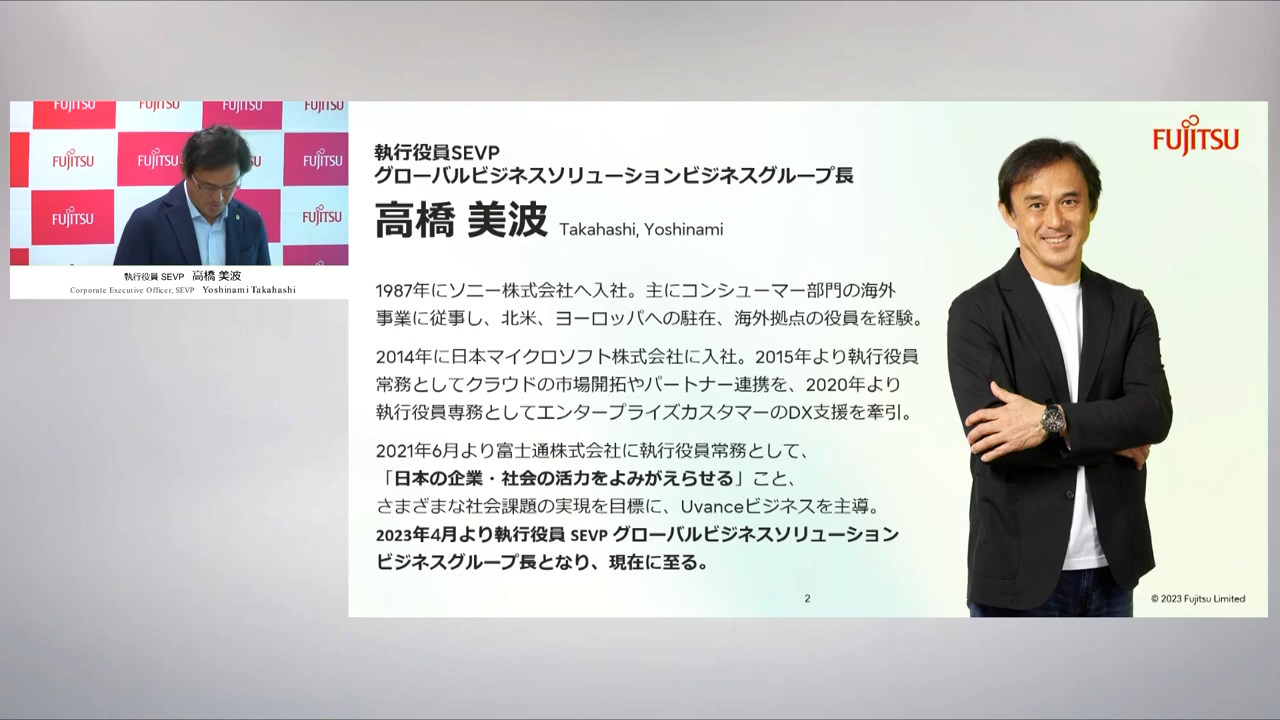 FUJITSU FUJITSU FUJITSU FUJITSU
FUJITSU FUJITSU FUJITSU
FUJITSU FUJITSU
執行役員 SEVP 高橋 美波
Corporate Executive Officer, SEVP Yoshinami Takahashi
FUJITSU
執行役員SEVP
グローバルビジネスソリューションビジネスグループ長
高橋 美波 Takahashi, Yoshinami
1987年にソニー株式会社へ入社。主にコンシューマー部門の海外
事業に従事し、北米、ヨーロッパへの駐在、海外拠点の役員を経験。
2014年に日本マイクロソフト株式会社に入社。2015年より執行役員
常務としてクラウドの市場開拓やパートナー連携を、2020年より
執行役員専務としてエンタープライズカスタマーのDX支援を牽引。
2021年6月より富士通株式会社に執行役員常務として、
「日本の企業・社会の活力をよみがえらせる」こと、
さまざまな社会課題の実現を目標に、Uvanceビジネスを主導。
2023年4月より執行役員 SEVP グローバルビジネスソリューション
ビジネスグループ長となり、現在に至る。
2
© 2023 Fujitsu Limited